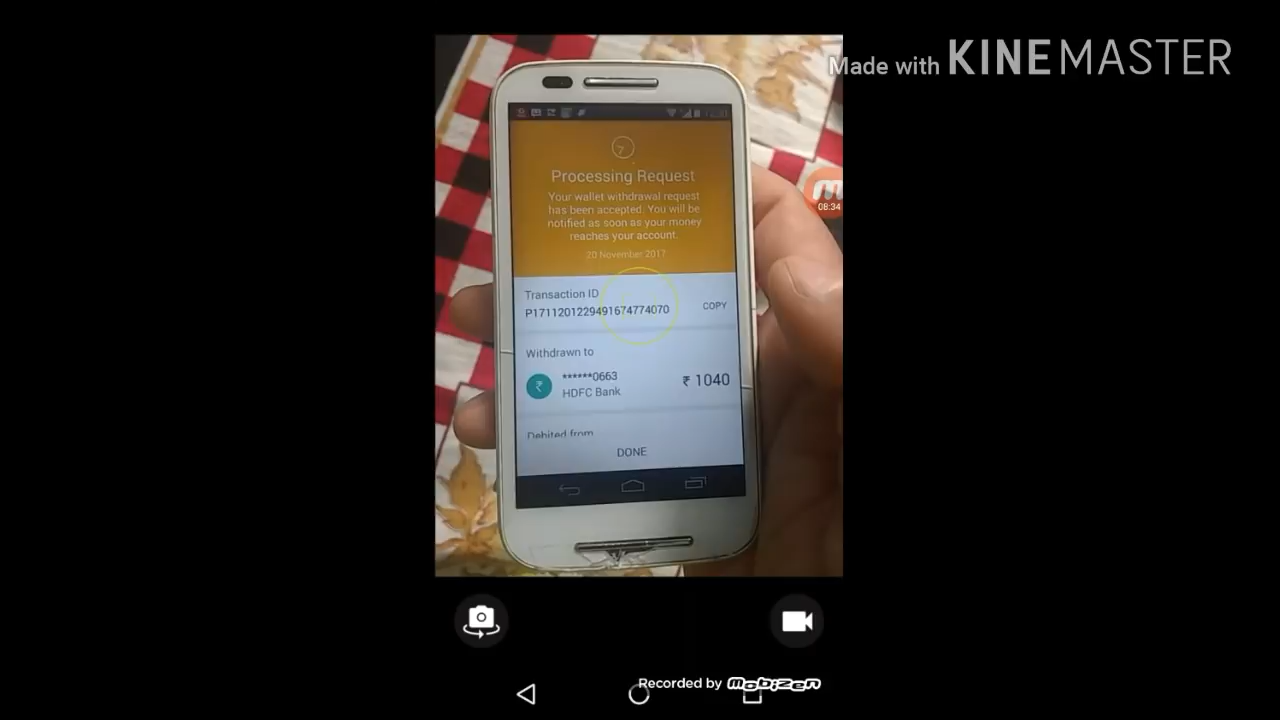 Made with KINEMASTER
08:34
Processing Request
Your wallet withdrawal request
has been accepted. You will be
notified as soon as your money
reaches your account.
20 November 2017
Transaction ID
P1711201229491674774070
COPY
Withdrawn to
******0663
HDFC Bank
₹ 1040
Debited from
DONE
Recorded by mobizen